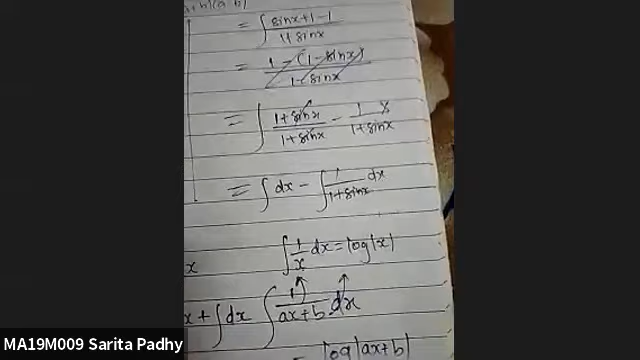 = ∫ sinx+1-1 / 1+sinx
= 1-(1-sinx) / 1-sinx
= ∫ 1+sinx / 1+sinx - 1 / 1+sinx
= ∫ dx - ∫ 1 / 1+sinx dx
∫ 1/x dx = log|x|
x
x + ∫ dx ∫ 1 / ax+b dx
= log|ax+b|
MA19M009 Sarita Padhy